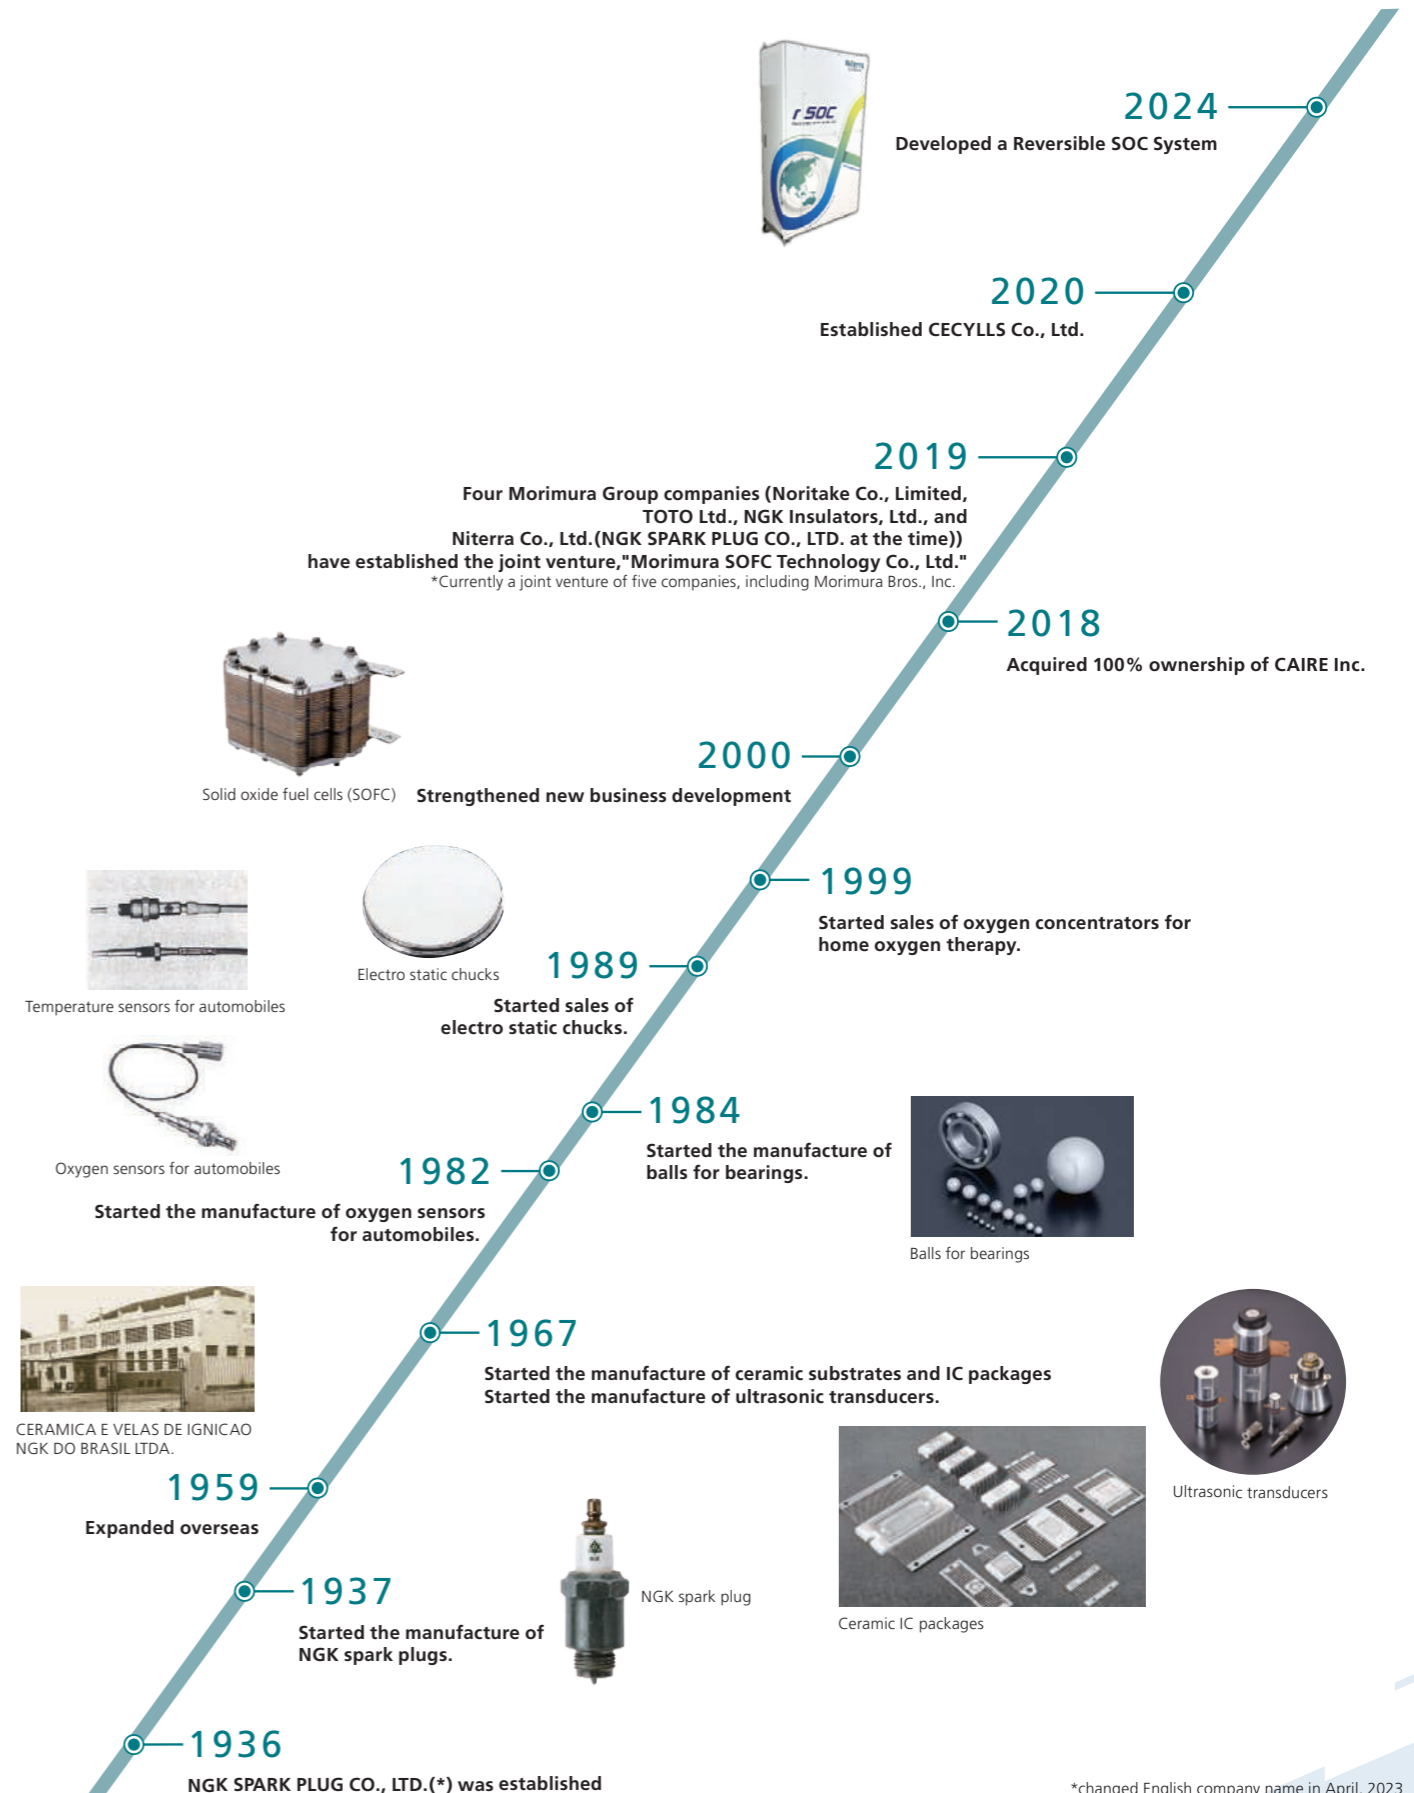 Niterra
r SOC
2024
Developed a Reversible SOC System
2020
Established CECYLLS Co., Ltd.
2019
Four Morimura Group companies (Noritake Co., Limited,
TOTO Ltd., NGK Insulators, Ltd., and
Niterra Co., Ltd.(NGK SPARK PLUG CO., LTD. at the time))
have established the joint venture,"Morimura SOFC Technology Co., Ltd."
*Currently a joint venture of five companies, including Morimura Bros., Inc.
2018
Acquired 100% ownership of CAIRE Inc.
2000
Solid oxide fuel cells (SOFC)
Strengthened new business development
1999
Started sales of oxygen concentrators for
home oxygen therapy.
Electro static chucks
1989
Started sales of
electro static chucks.
Temperature sensors for automobiles
1984
Started the manufacture of
balls for bearings.
Balls for bearings
Oxygen sensors for automobiles
1982
Started the manufacture of oxygen sensors
for automobiles.
1967
Started the manufacture of ceramic substrates and IC packages
Started the manufacture of ultrasonic transducers.
Ultrasonic transducers
Ceramic IC packages
CERAMICA E VELAS DE IGNICAO
NGK DO BRASIL LTDA.
1959
Expanded overseas
1937
Started the manufacture of
NGK spark plugs.
NGK
NGK spark plug
1936
NGK SPARK PLUG CO., LTD.(*) was established
*changed English company name in April, 2023